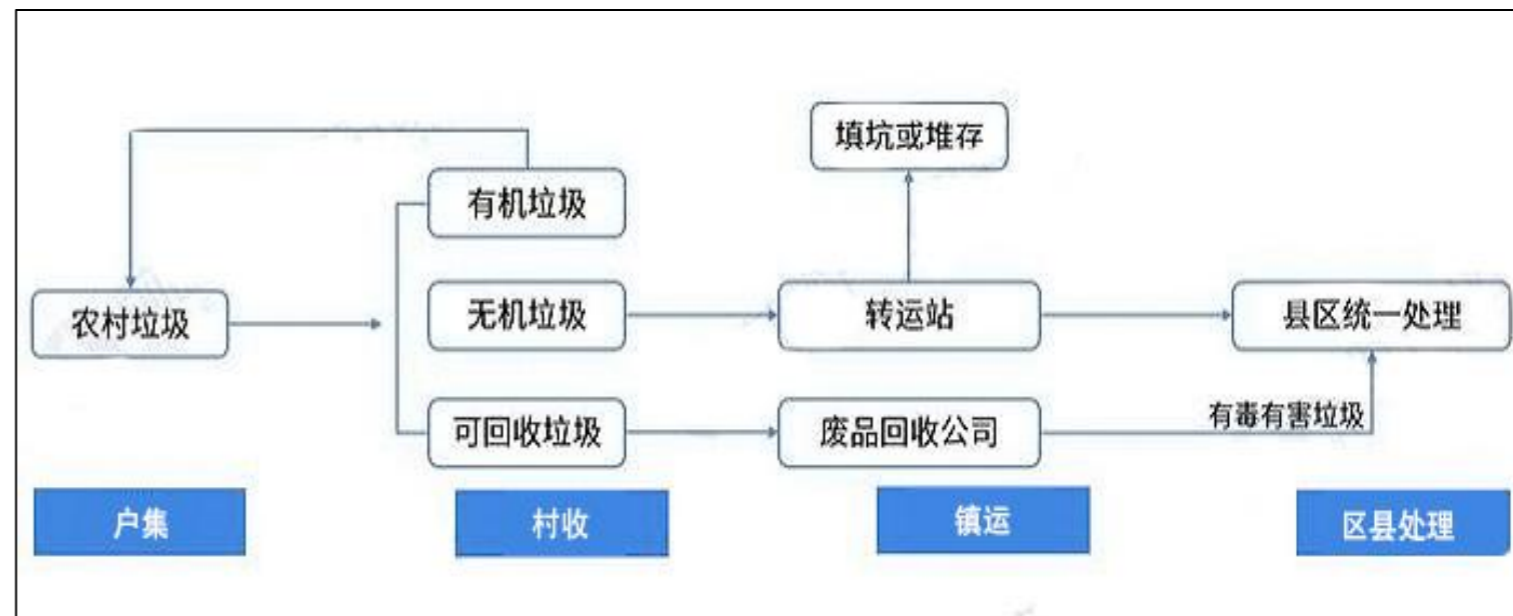 填坑或堆存
有机垃圾
农村垃圾
无机垃圾
转运站
县区统一处理
可回收垃圾
废品回收公司
有毒有害垃圾
户集
村收
镇运
区县处理